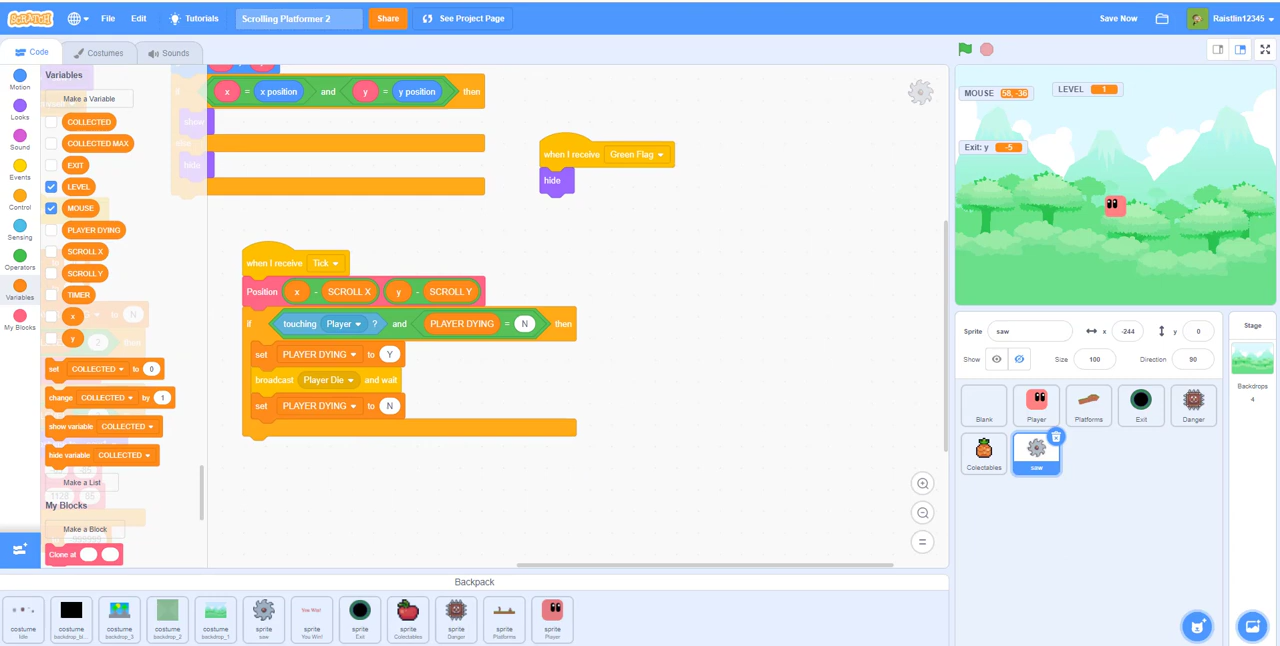 SCRATCH File Edit Tutorials Scrolling Platformer 2 Share See Project Page Save Now Raistlin12345
Code Costumes Sounds
Motion
Looks
Sound
Events
Control
Sensing
Operators
Variables
My Blocks
Variables
Make a Variable
COLLECTED
COLLECTED MAX
EXIT
LEVEL
MOUSE
PLAYER DYING
SCROLL X
SCROLL Y
TIMER
x
y
set COLLECTED to 0
change COLLECTED by 1
show variable COLLECTED
hide variable COLLECTED
Make a List
1128 85
My Blocks
Make a Block
Clone at
x = x position and y = y position then
show
hide
when I receive Green Flag
hide
when I receive Tick
Position x - SCROLL X y - SCROLL Y
if touching Player ? and PLAYER DYING = N then
set PLAYER DYING to Y
broadcast Player Die and wait
set PLAYER DYING to N
MOUSE 58, -36
LEVEL 1
Exit: y -5
Sprite saw x -244 y 0
Show Size 100 Direction 90
Blank Player Platforms Exit Danger
Colectables saw
Stage
Backdrops
4
Backpack
costume Idle
costume backdrop_bl...
costume backdrop_3
costume backdrop_2
costume backdrop_1
sprite saw
You Win!
sprite You Win!
sprite Exit
sprite Colectables
sprite Danger
sprite Platforms
sprite Player